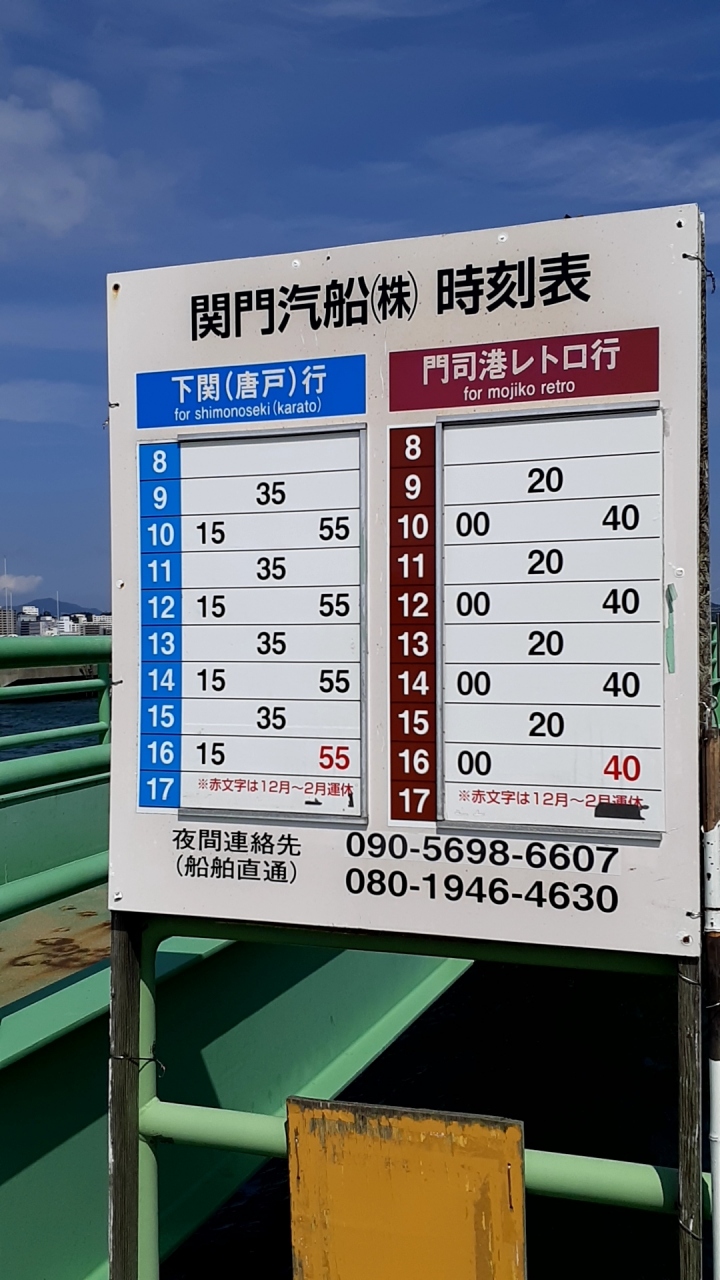 関門汽船㈱ 時刻表
下関(唐戸)行
for shimonoseki(karato)
8
9 35
10 15 55
11 35
12 15 55
13 35
14 15 55
15 35
16 15 55
17 ※赤文字は12月～2月運休
門司港レトロ行
for mojiko retro
8
9 20
10 00 40
11 20
12 00 40
13 20
14 00 40
15 20
16 00 40
17 ※赤文字は12月～2月運休
夜間連絡先 090-5698-6607
(船舶直通) 080-1946-4630